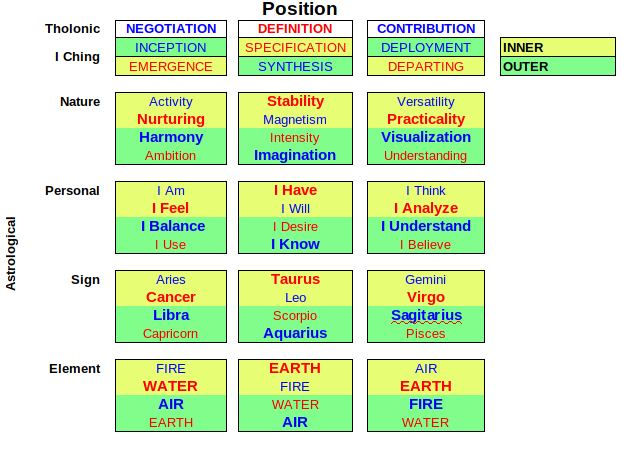 Position
Tholonic NEGOTIATION DEFINITION CONTRIBUTION
I Ching INCEPTION SPECIFICATION DEPLOYMENT INNER
EMERGENCE SYNTHESIS DEPARTING OUTER
Nature Activity Stability Versatility
Nurturing Magnetism Practicality
Harmony Intensity Visualization
Ambition Imagination Understanding
Astrological
Personal I Am I Have I Think
I Feel I Will I Analyze
I Balance I Desire I Understand
I Use I Know I Believe
Sign Aries Taurus Gemini
Cancer Leo Virgo
Libra Scorpio Sagitarius
Capricorn Aquarius Pisces
Element FIRE EARTH AIR
WATER FIRE EARTH
AIR WATER FIRE
EARTH AIR WATER